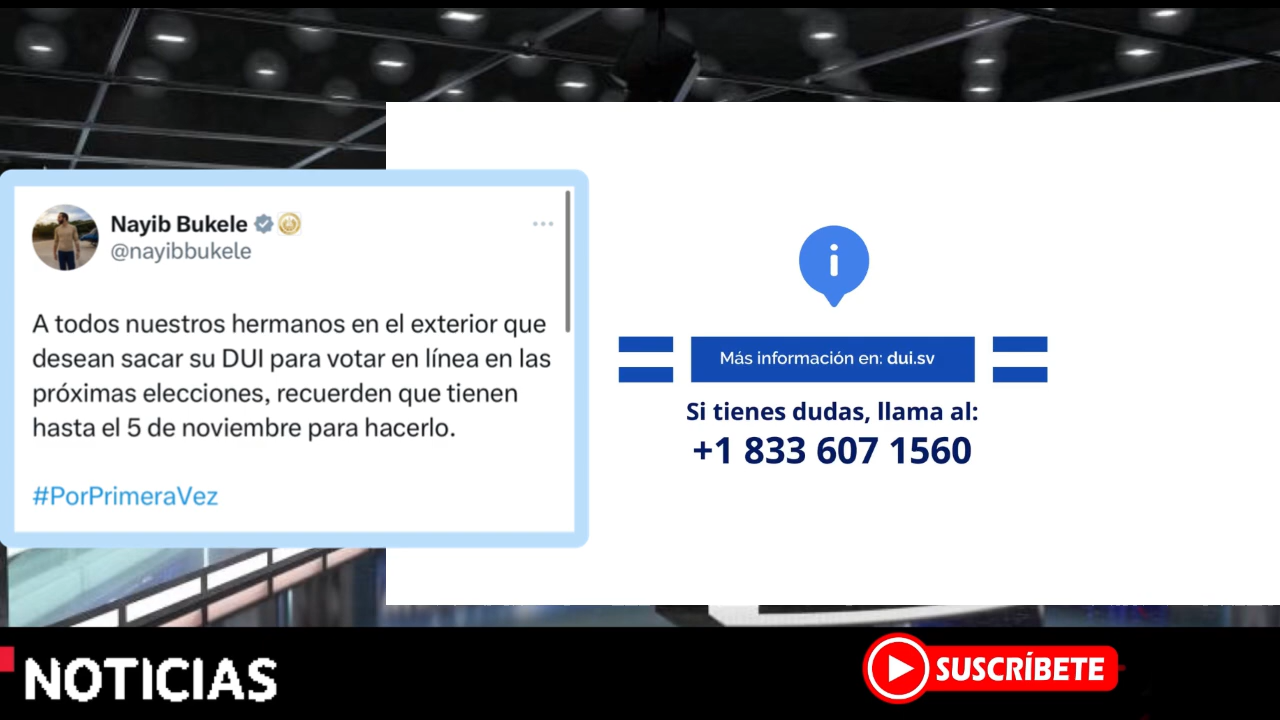 Nayib Bukele
@nayibbukele
A todos nuestros hermanos en el exterior que
desean sacar su DUI para votar en línea en las
próximas elecciones, recuerden que tienen
hasta el 5 de noviembre para hacerlo.
#PorPrimeraVez
Más información en: dui.sv
Si tienes dudas, llama al:
+1 833 607 1560
NOTICIAS
SUSCRÍBETE